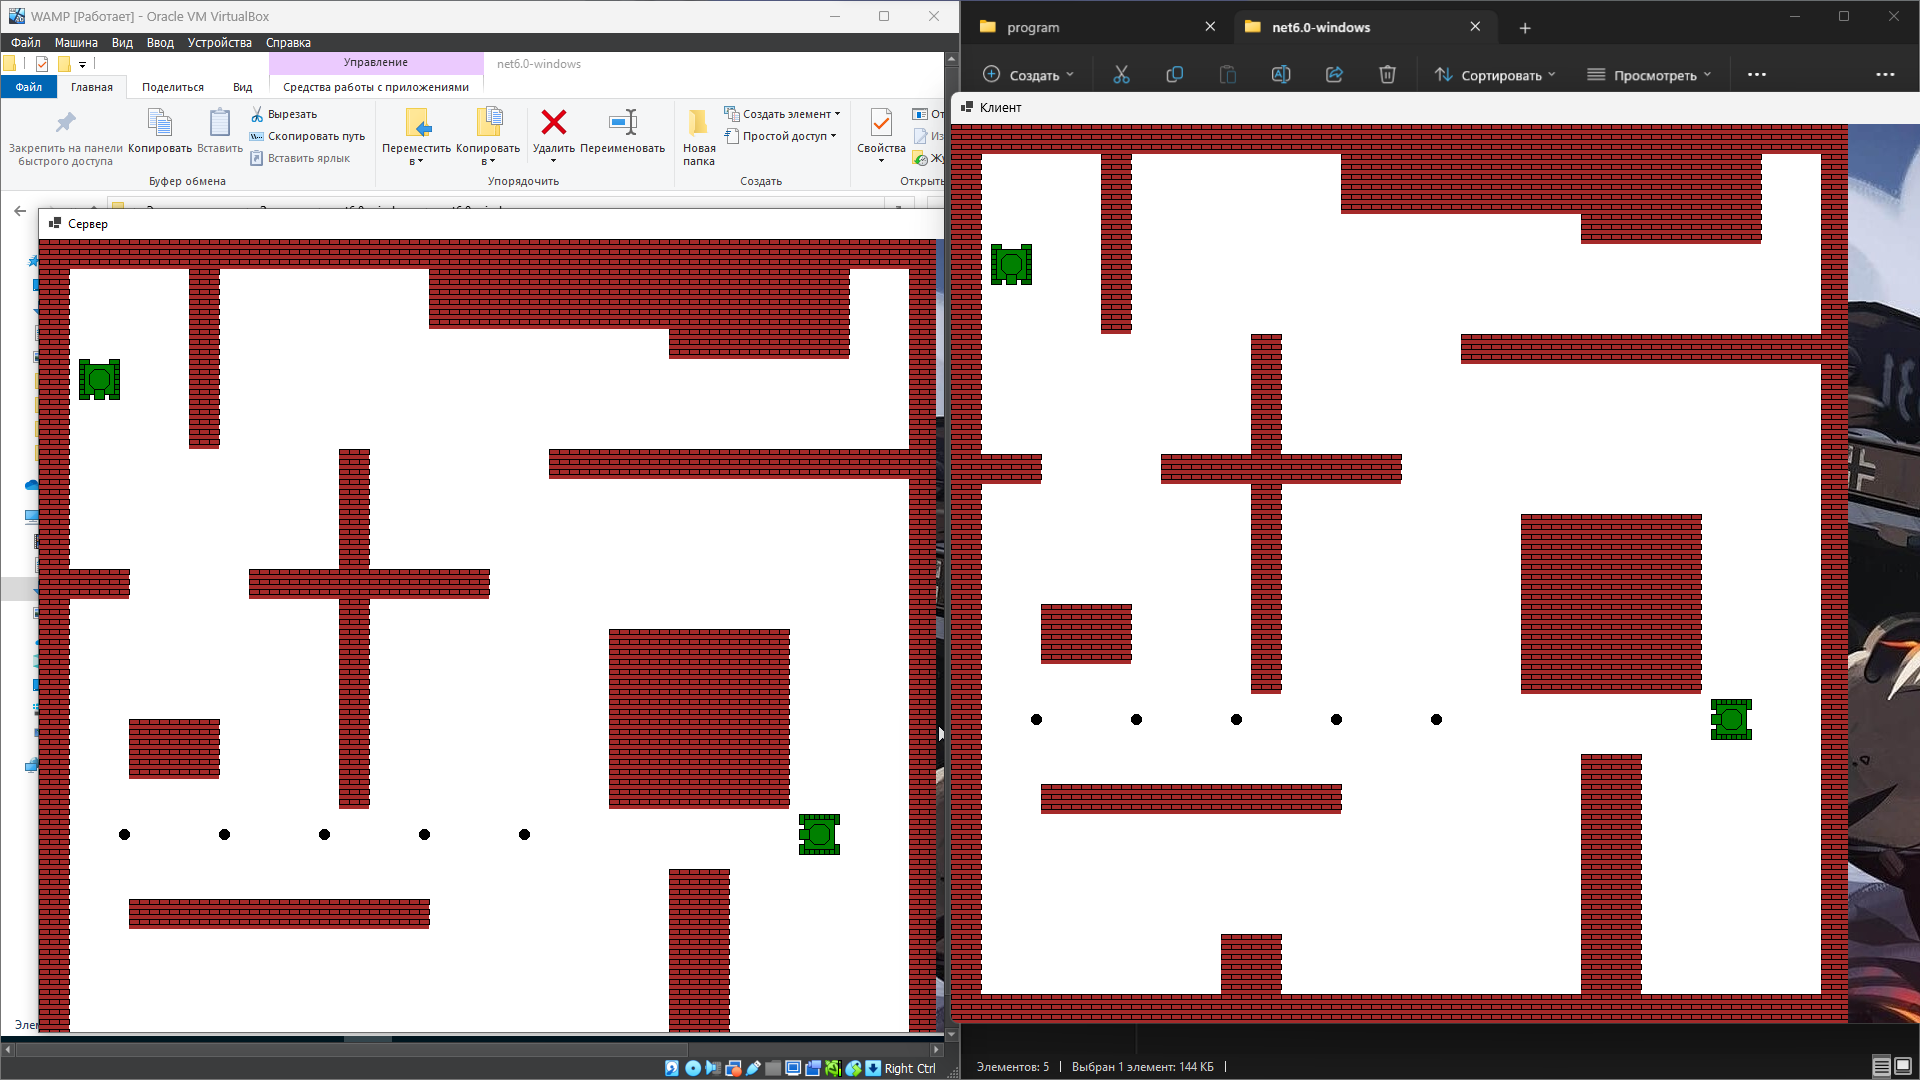 WAMP [Работает] - Oracle VM VirtualBox
Файл Машина Вид Ввод Устройства Справка
Управление net6.0-windows
Файл Главная Поделиться Вид Средства работы с приложениями
Закрепить на панели быстрого доступа
Копировать
Вставить
Вырезать
Скопировать путь
Вставить ярлык
Переместить в
Копировать в
Удалить
Переименовать
Новая папка
Создать элемент
Простой доступ
Свойства
Буфер обмена Упорядочить Создать Открыть
Сервер
Right Ctrl
program net6.0-windows
Создать Сортировать Просмотреть
Клиент
Элементов: 5 Выбран 1 элемент: 144 КБ